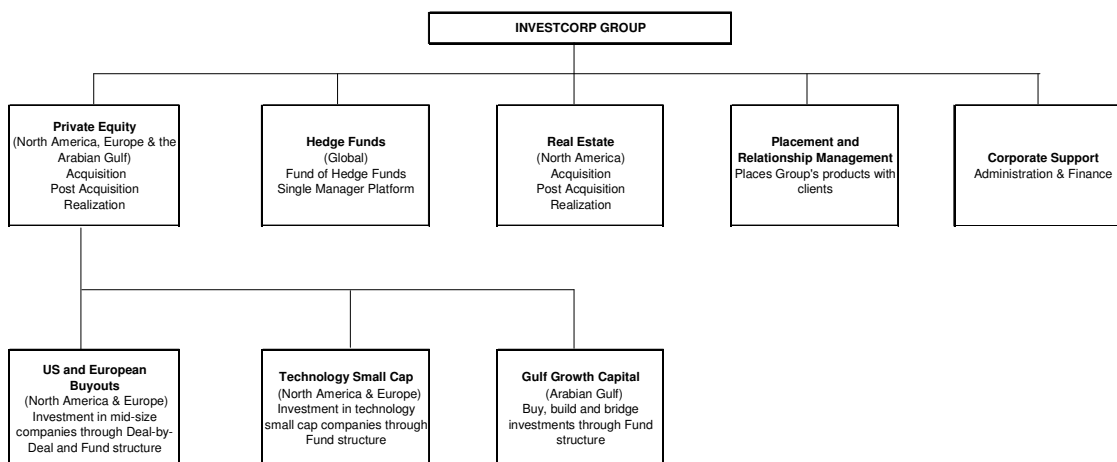 INVESTCORP GROUP
Private Equity
(North America, Europe & the
Arabian Gulf)
Acquisition
Post Acquisition
Realization
Hedge Funds
(Global)
Fund of Hedge Funds
Single Manager Platform
Real Estate
(North America)
Acquisition
Post Acquisition
Realization
Placement and
Relationship Management
Places Group's products with
clients
Corporate Support
Administration & Finance
US and European
Buyouts
(North America & Europe)
Investment in mid-size
companies through Deal-by-
Deal and Fund structure
Technology Small Cap
(North America & Europe)
Investment in technology
small cap companies through
Fund structure
Gulf Growth Capital
(Arabian Gulf)
Buy, build and bridge
investments through Fund
structure